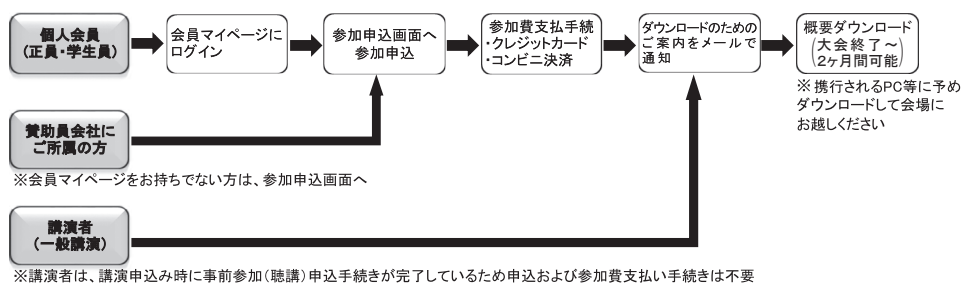 個人会員
(正員・学生員)
会員マイページに
ログイン
参加申込画面へ
参加申込
参加費支払手続
・クレジットカード
・コンビニ決済
ダウンロードのための
ご案内をメールで
通知
概要ダウンロード
(大会終了〜
2ヶ月間可能)
※携行されるPC等に予め
ダウンロードして会場に
お越しください
賛助員会社に
ご所属の方
※会員マイページをお持ちでない方は、参加申込画面へ
講演者
(一般講演)
※講演者は、講演申込み時に事前参加(聴講)申込手続きが完了しているため申込および参加費支払い手続きは不要